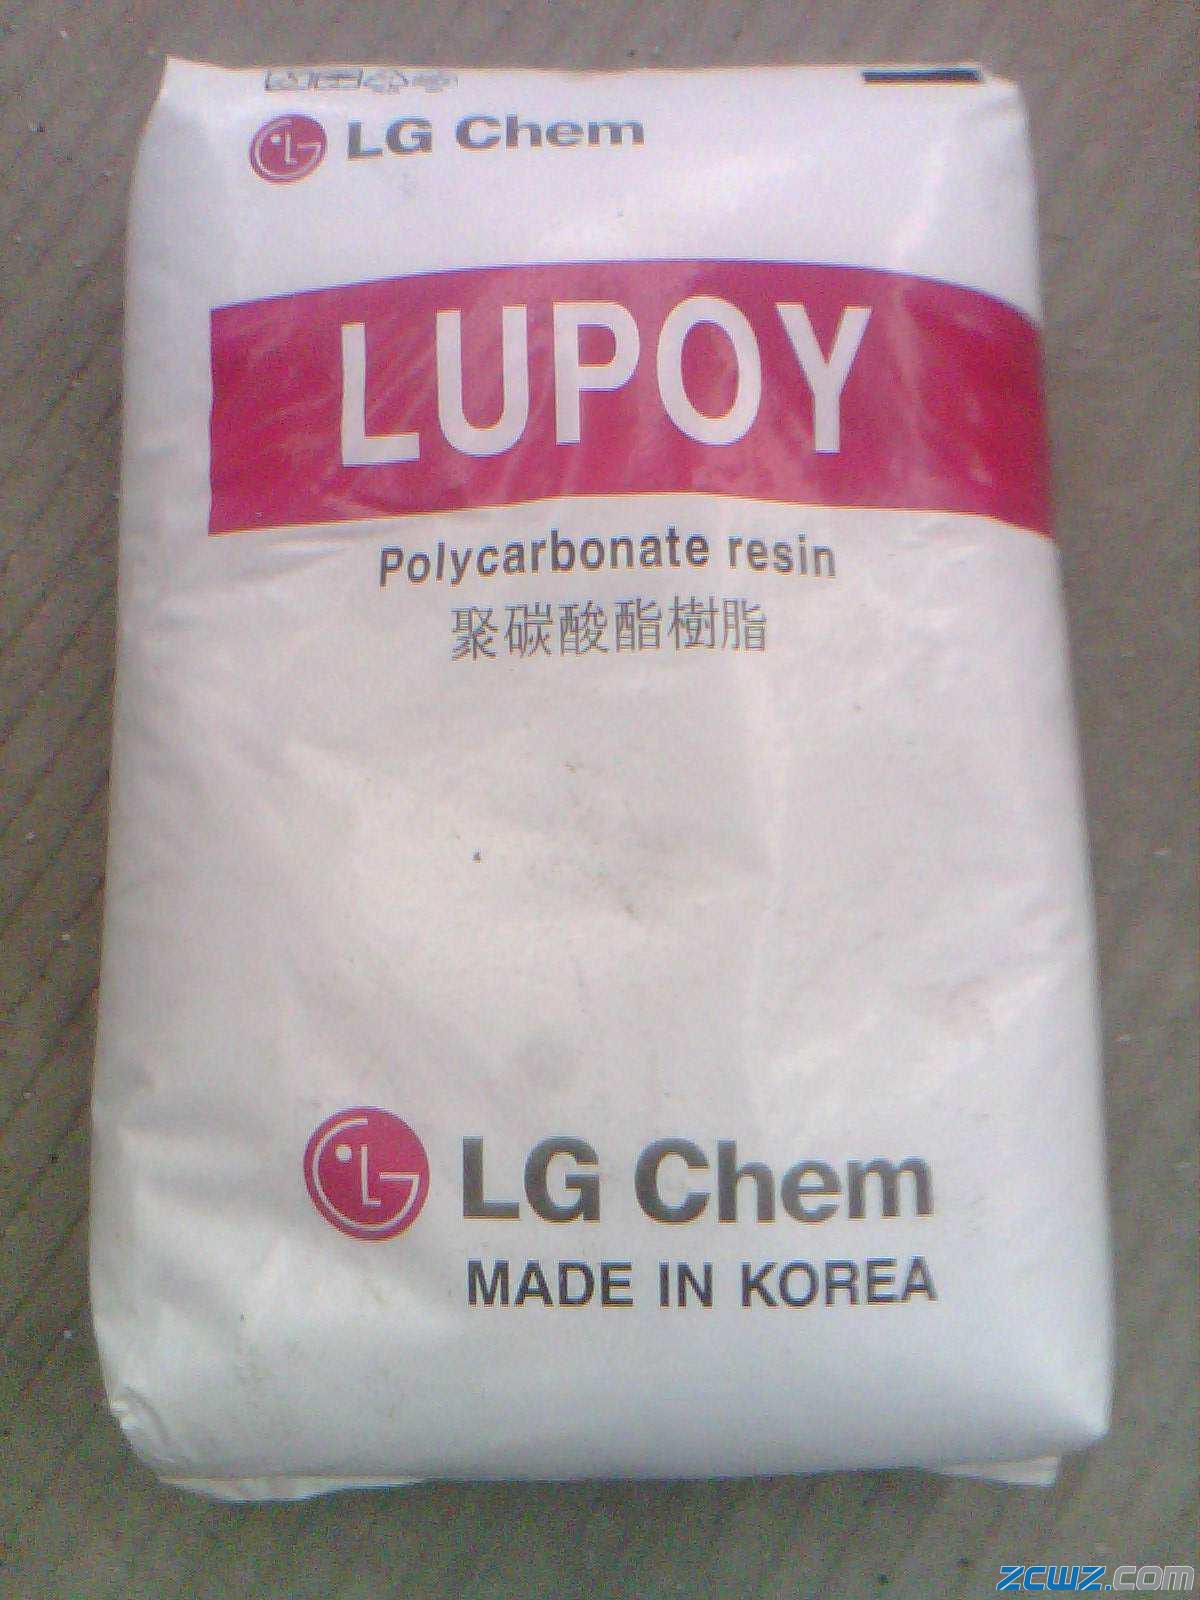 LG Chem
LUPOY
Polycarbonate resin
聚碳酸酯樹脂
LG Chem
MADE IN KOREA
zcwz.com